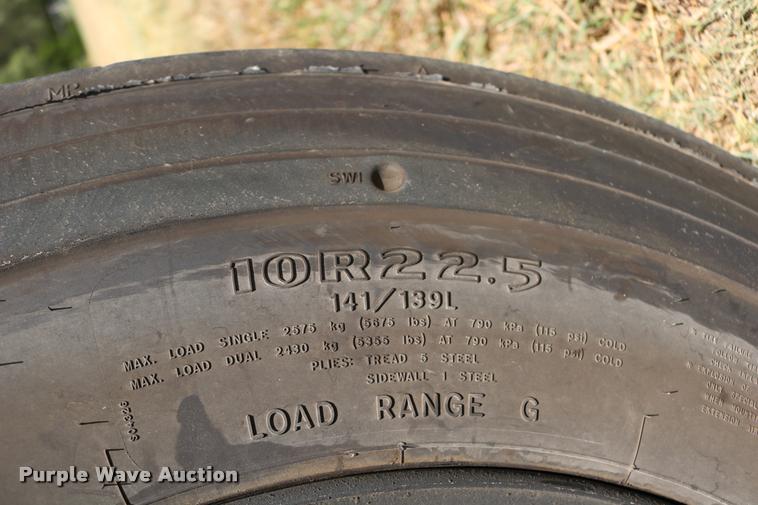 SWI
10R22.5
141/139L
MAX. LOAD SINGLE 2575 kg (5675 lbs) AT 790 kPa (115 psi) COLD
MAX. LOAD DUAL 2430 kg (5355 lbs) AT 790 kPa (115 psi) COLD
PLIES: TREAD 5 STEEL
SIDEWALL 1 STEEL
LOAD RANGE G
Purple Wave Auction